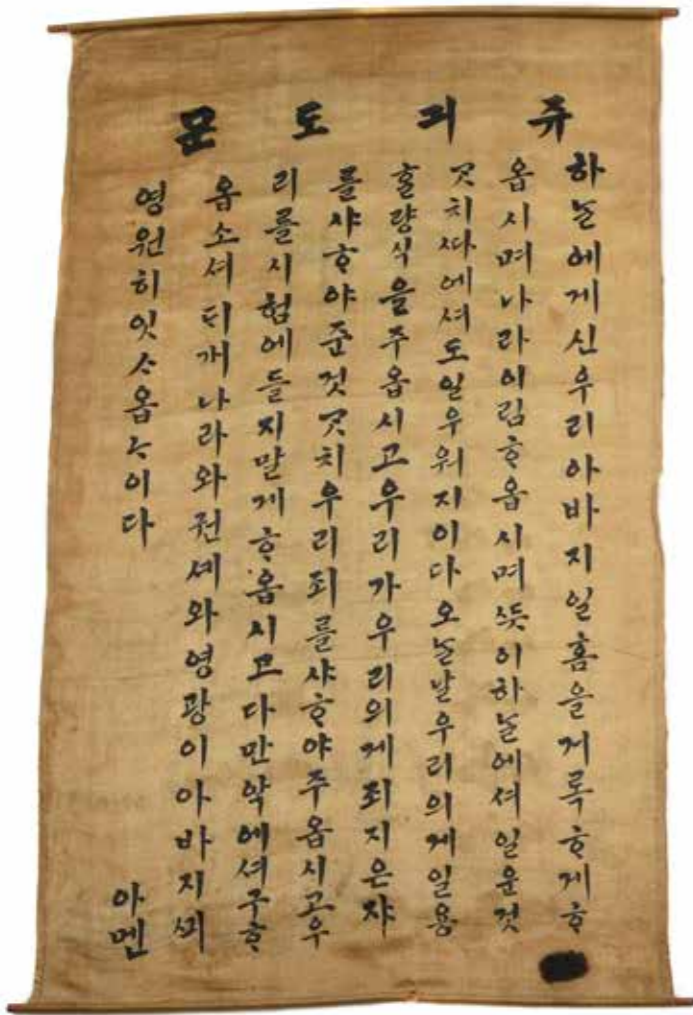 쥬긔도문
하ᄂᆞᆯ에게신우리아바지일홈을거룩ᄒᆞ게ᄒᆞ
옵시며나라이림ᄒᆞ옵시며ᄯᅳᆺ이하ᄂᆞᆯ에셔일운것
ᄀᆞᆺ치ᄯᅡ에셔도일우워지이다오ᄂᆞᆯ날우리의게일용
ᄒᆞᆯ량식을주옵시고우리가우리의게죄지은쟈
를샤ᄒᆞ야준것ᄀᆞᆺ치우리죄를샤ᄒᆞ야주옵시고우
리를시험에들지말게ᄒᆞ옵시고다만악에셔구ᄒᆞ
옵소셔ᄃᆡ개나라와권셰와영광이아바지ᄭᅴ
영원히잇ᄉᆞ옵ᄂᆞ이다
아멘